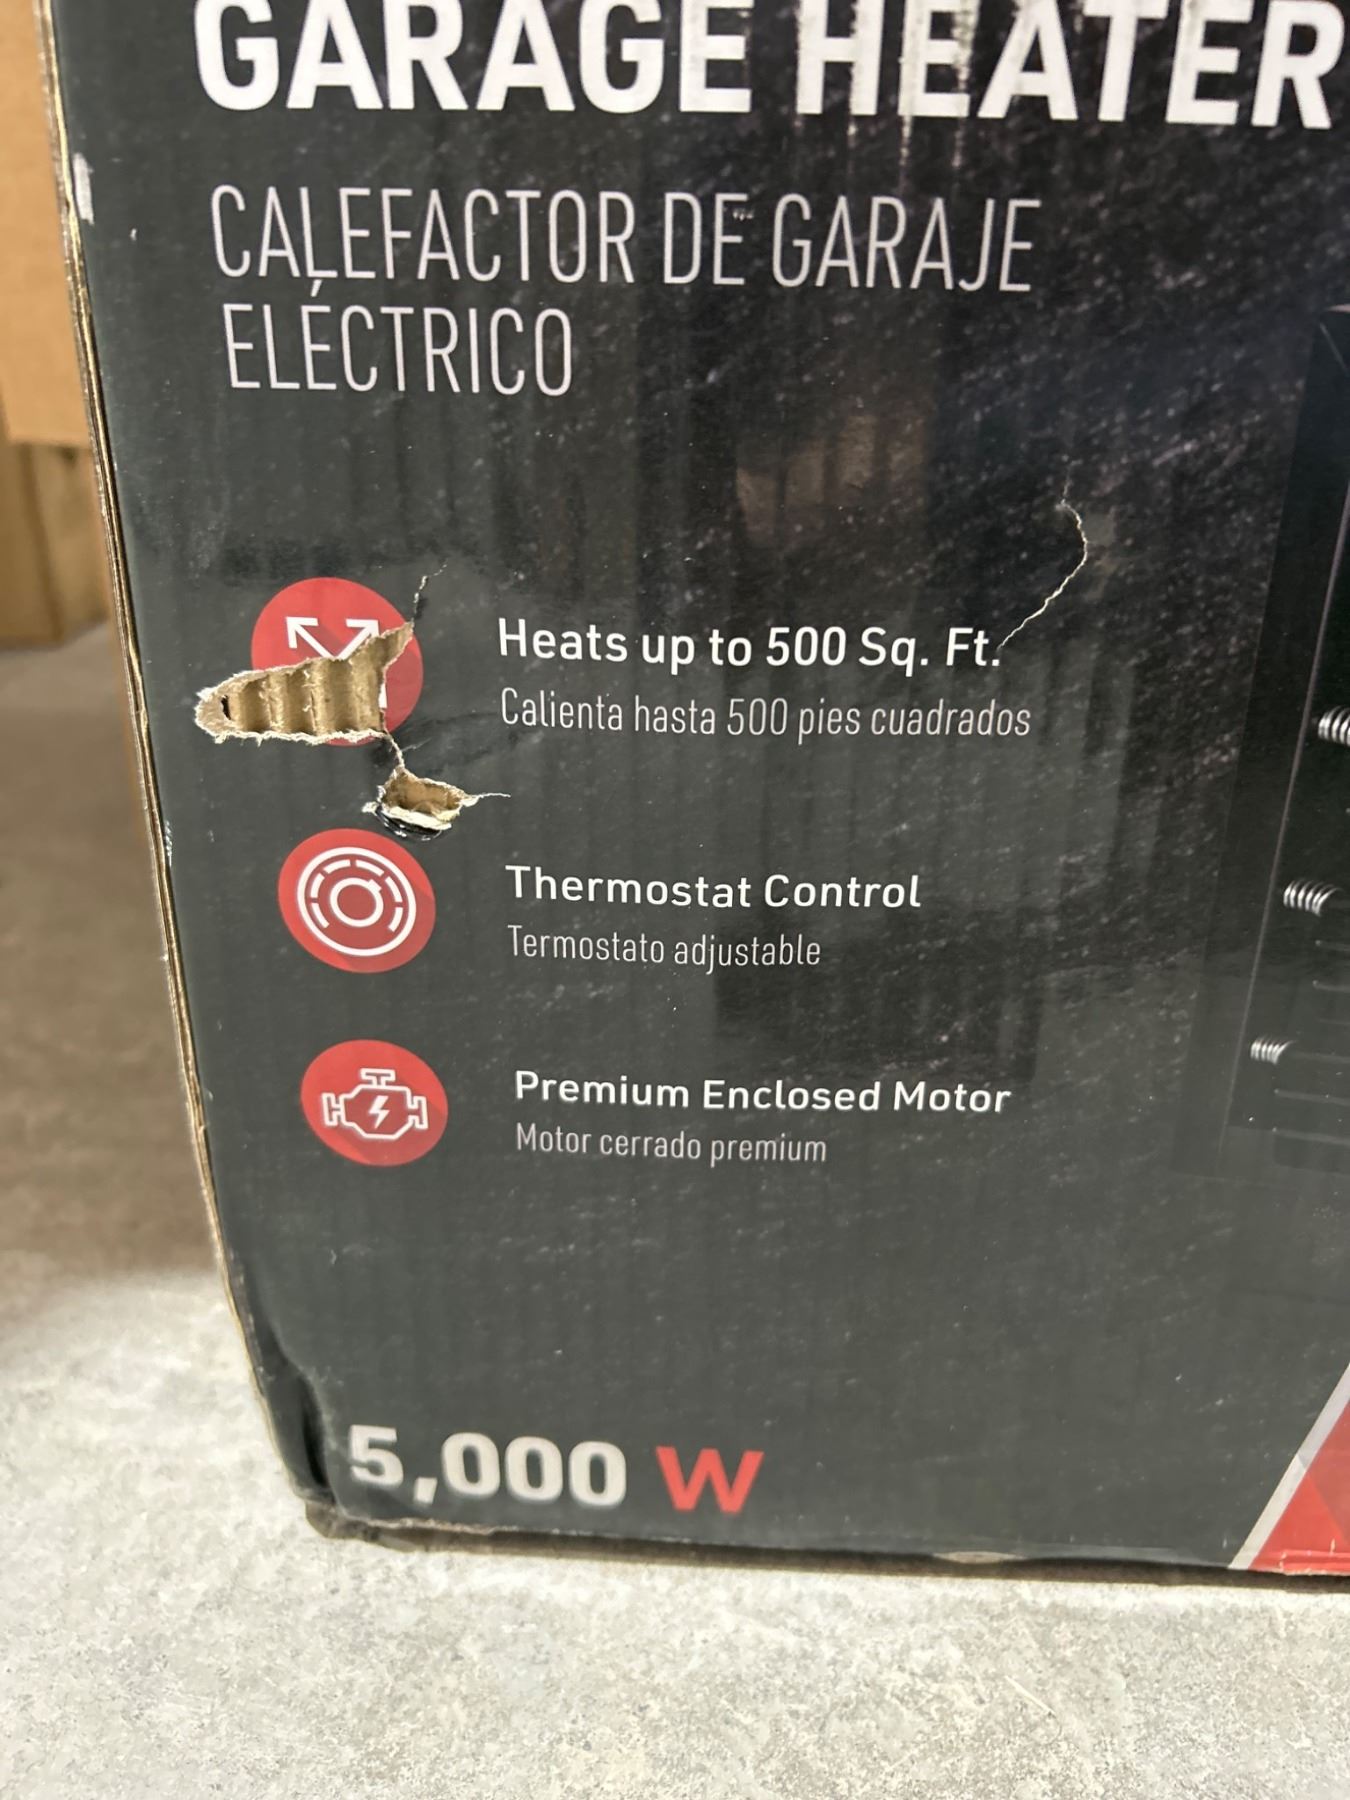 GARAGE HEATER
CALEFACTOR DE GARAJE
ELÉCTRICO
Heats up to 500 Sq. Ft.
Calienta hasta 500 pies cuadrados
Thermostat Control
Termostato adjustable
Premium Enclosed Motor
Motor cerrado premium
5,000 W